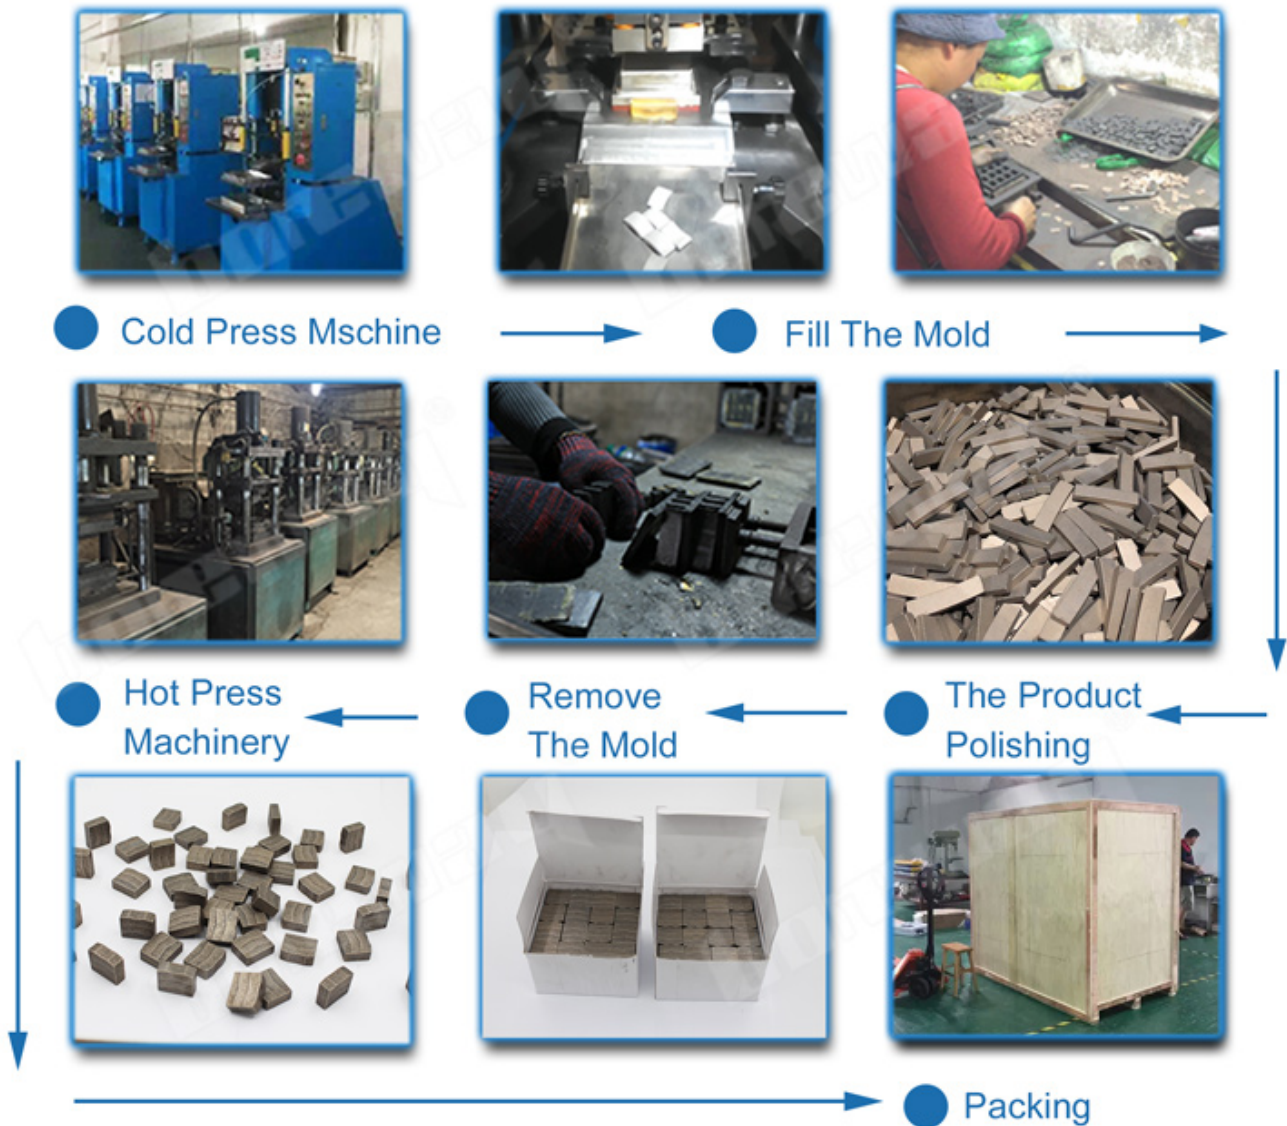 Cold Press Mschine
Fill The Mold
Hot Press
Machinery
Remove
The Mold
The Product
Polishing
Packing